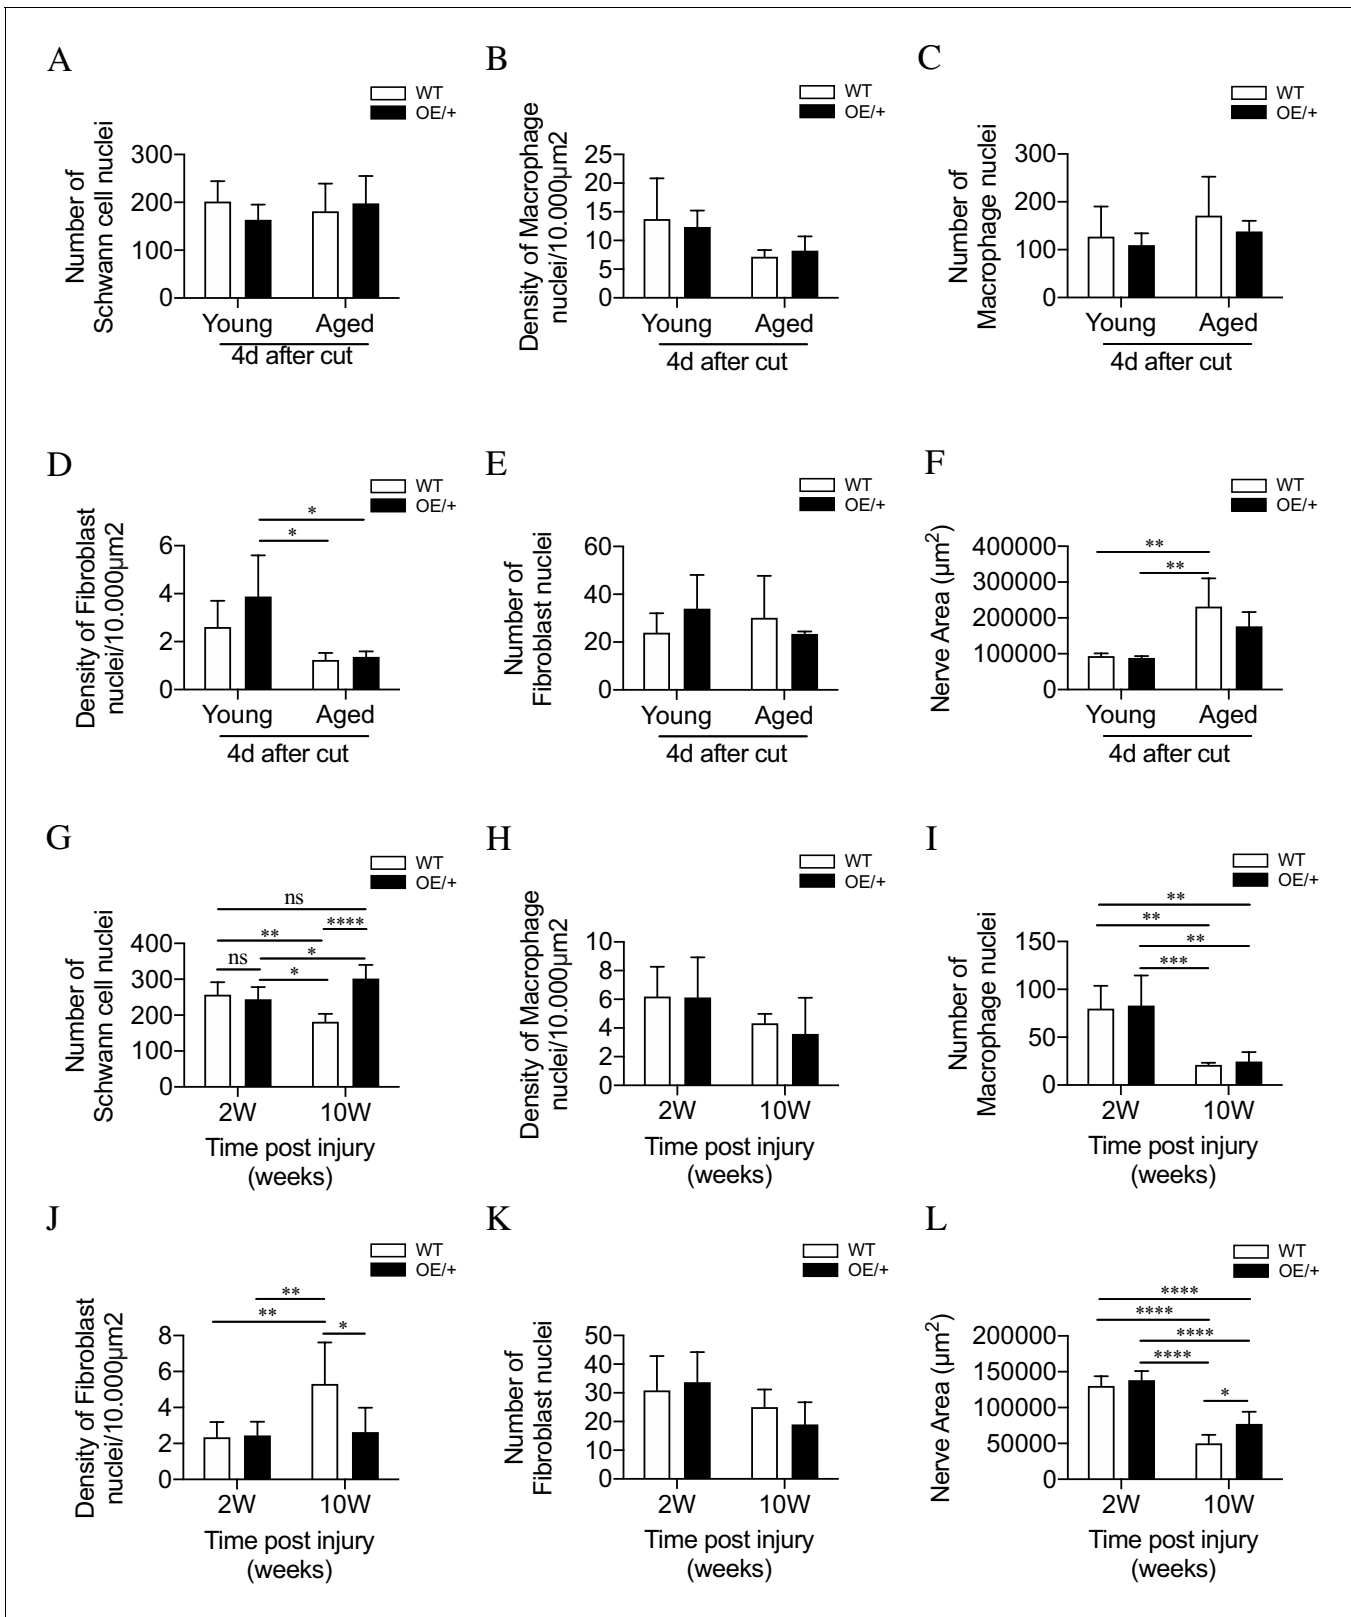 A
WT
OE/+
Number of
Schwann cell nuclei
300
200
100
0
Young Aged
4d after cut
B
WT
OE/+
Density of Macrophage
nuclei/10.000µm2
25
20
15
10
5
0
Young Aged
4d after cut
C
WT
OE/+
Number of
Macrophage nuclei
300
200
100
0
Young Aged
4d after cut
D
WT
OE/+
Density of Fibroblast
nuclei/10.000µm2
*
*
6
4
2
0
Young Aged
4d after cut
E
WT
OE/+
Number of
Fibroblast nuclei
60
40
20
0
Young Aged
4d after cut
F
WT
OE/+
Nerve Area (µm²)
**
**
400000
300000
200000
100000
0
Young Aged
4d after cut
G
WT
OE/+
Number of
Schwann cell nuclei
ns
** ****
ns *
*
400
300
200
100
0
2W 10W
Time post injury
(weeks)
H
WT
OE/+
Density of Macrophage
nuclei/10.000µm2
10
8
6
4
2
0
2W 10W
Time post injury
(weeks)
I
WT
OE/+
Number of
Macrophage nuclei
**
**
**
***
150
100
50
0
2W 10W
Time post injury
(weeks)
J
WT
OE/+
Density of Fibroblast
nuclei/10.000µm2
**
**
*
8
6
4
2
0
2W 10W
Time post injury
(weeks)
K
WT
OE/+
Number of
Fibroblast nuclei
50
40
30
20
10
0
2W 10W
Time post injury
(weeks)
L
WT
OE/+
Nerve Area (µm²)
****
****
****
****
*
200000
150000
100000
50000
0
2W 10W
Time post injury
(weeks)